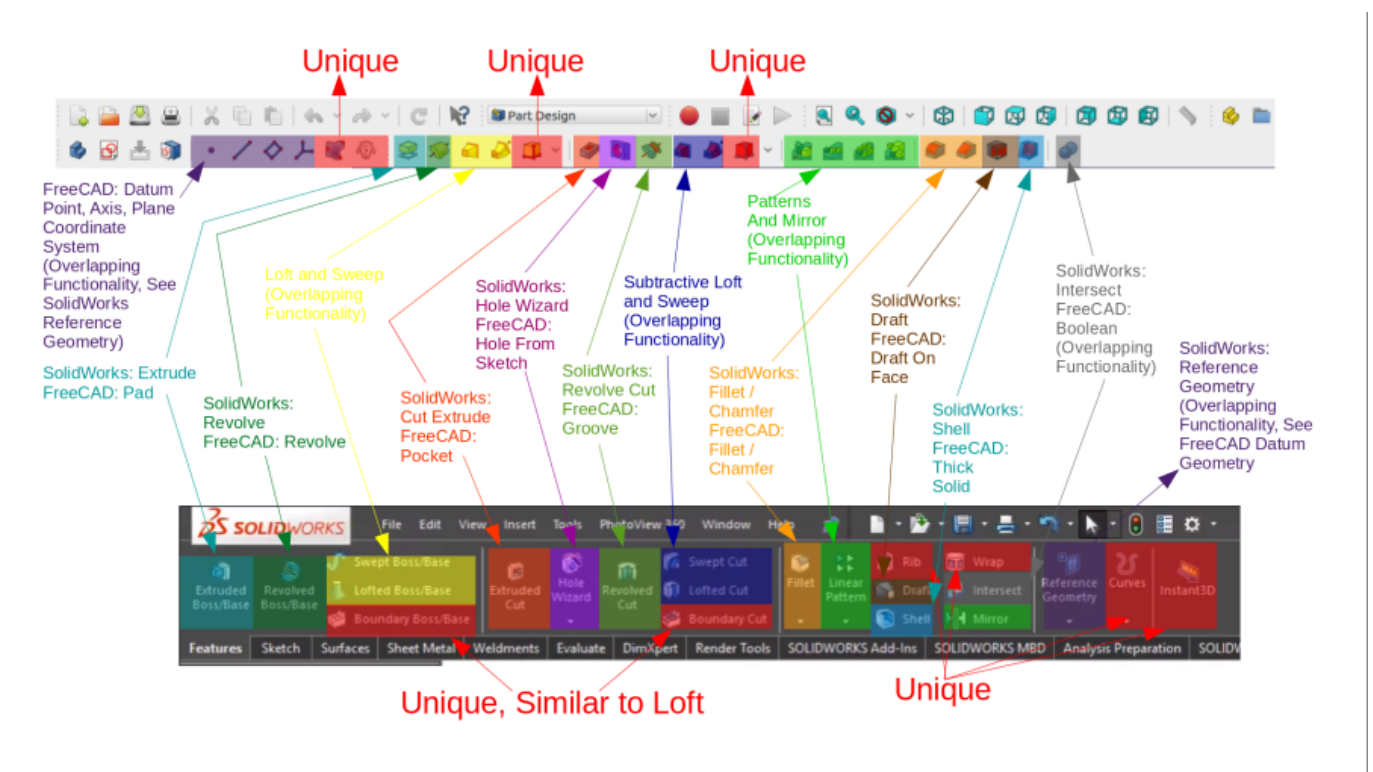 Unique
Unique
Unique
Part Design
FreeCAD: Datum
Point, Axis, Plane
Coordinate
System
(Overlapping
Functionality, See
SolidWorks
Reference
Geometry)
SolidWorks: Extrude
FreeCAD: Pad
SolidWorks:
Revolve
FreeCAD: Revolve
Loft and Sweep
(Overlapping
Functionality)
SolidWorks:
Cut Extrude
FreeCAD:
Pocket
SolidWorks:
Hole Wizard
FreeCAD:
Hole From
Sketch
SolidWorks:
Revolve Cut
FreeCAD:
Groove
Subtractive Loft
and Sweep
(Overlapping
Functionality)
Patterns
And Mirror
(Overlapping
Functionality)
SolidWorks:
Fillet /
Chamfer
FreeCAD:
Fillet /
Chamfer
SolidWorks:
Draft
FreeCAD:
Draft On
Face
SolidWorks:
Shell
FreeCAD:
Thick
Solid
SolidWorks:
Intersect
FreeCAD:
Boolean
(Overlapping
Functionality)
SolidWorks:
Reference
Geometry
(Overlapping
Functionality, See
FreeCAD Datum
Geometry
SOLIDWORKS File Edit View Insert Tools PhotoView 360 Window Help
Extruded
Boss/Base
Revolved
Boss/Base
Swept Boss/Base
Lofted Boss/Base
Boundary Boss/Base
Extruded
Cut
Hole
Wizard
Revolved
Cut
Swept Cut
Lofted Cut
Boundary Cut
Fillet
Linear
Pattern
Rib
Draft
Shell
Wrap
Intersect
Mirror
Reference
Geometry
Curves
Instant3D
Features Sketch Surfaces Sheet Metal Weldments Evaluate DimXpert Render Tools SOLIDWORKS Add-Ins SOLIDWORKS MBD Analysis Preparation SOLIDW
Unique, Similar to Loft
Unique